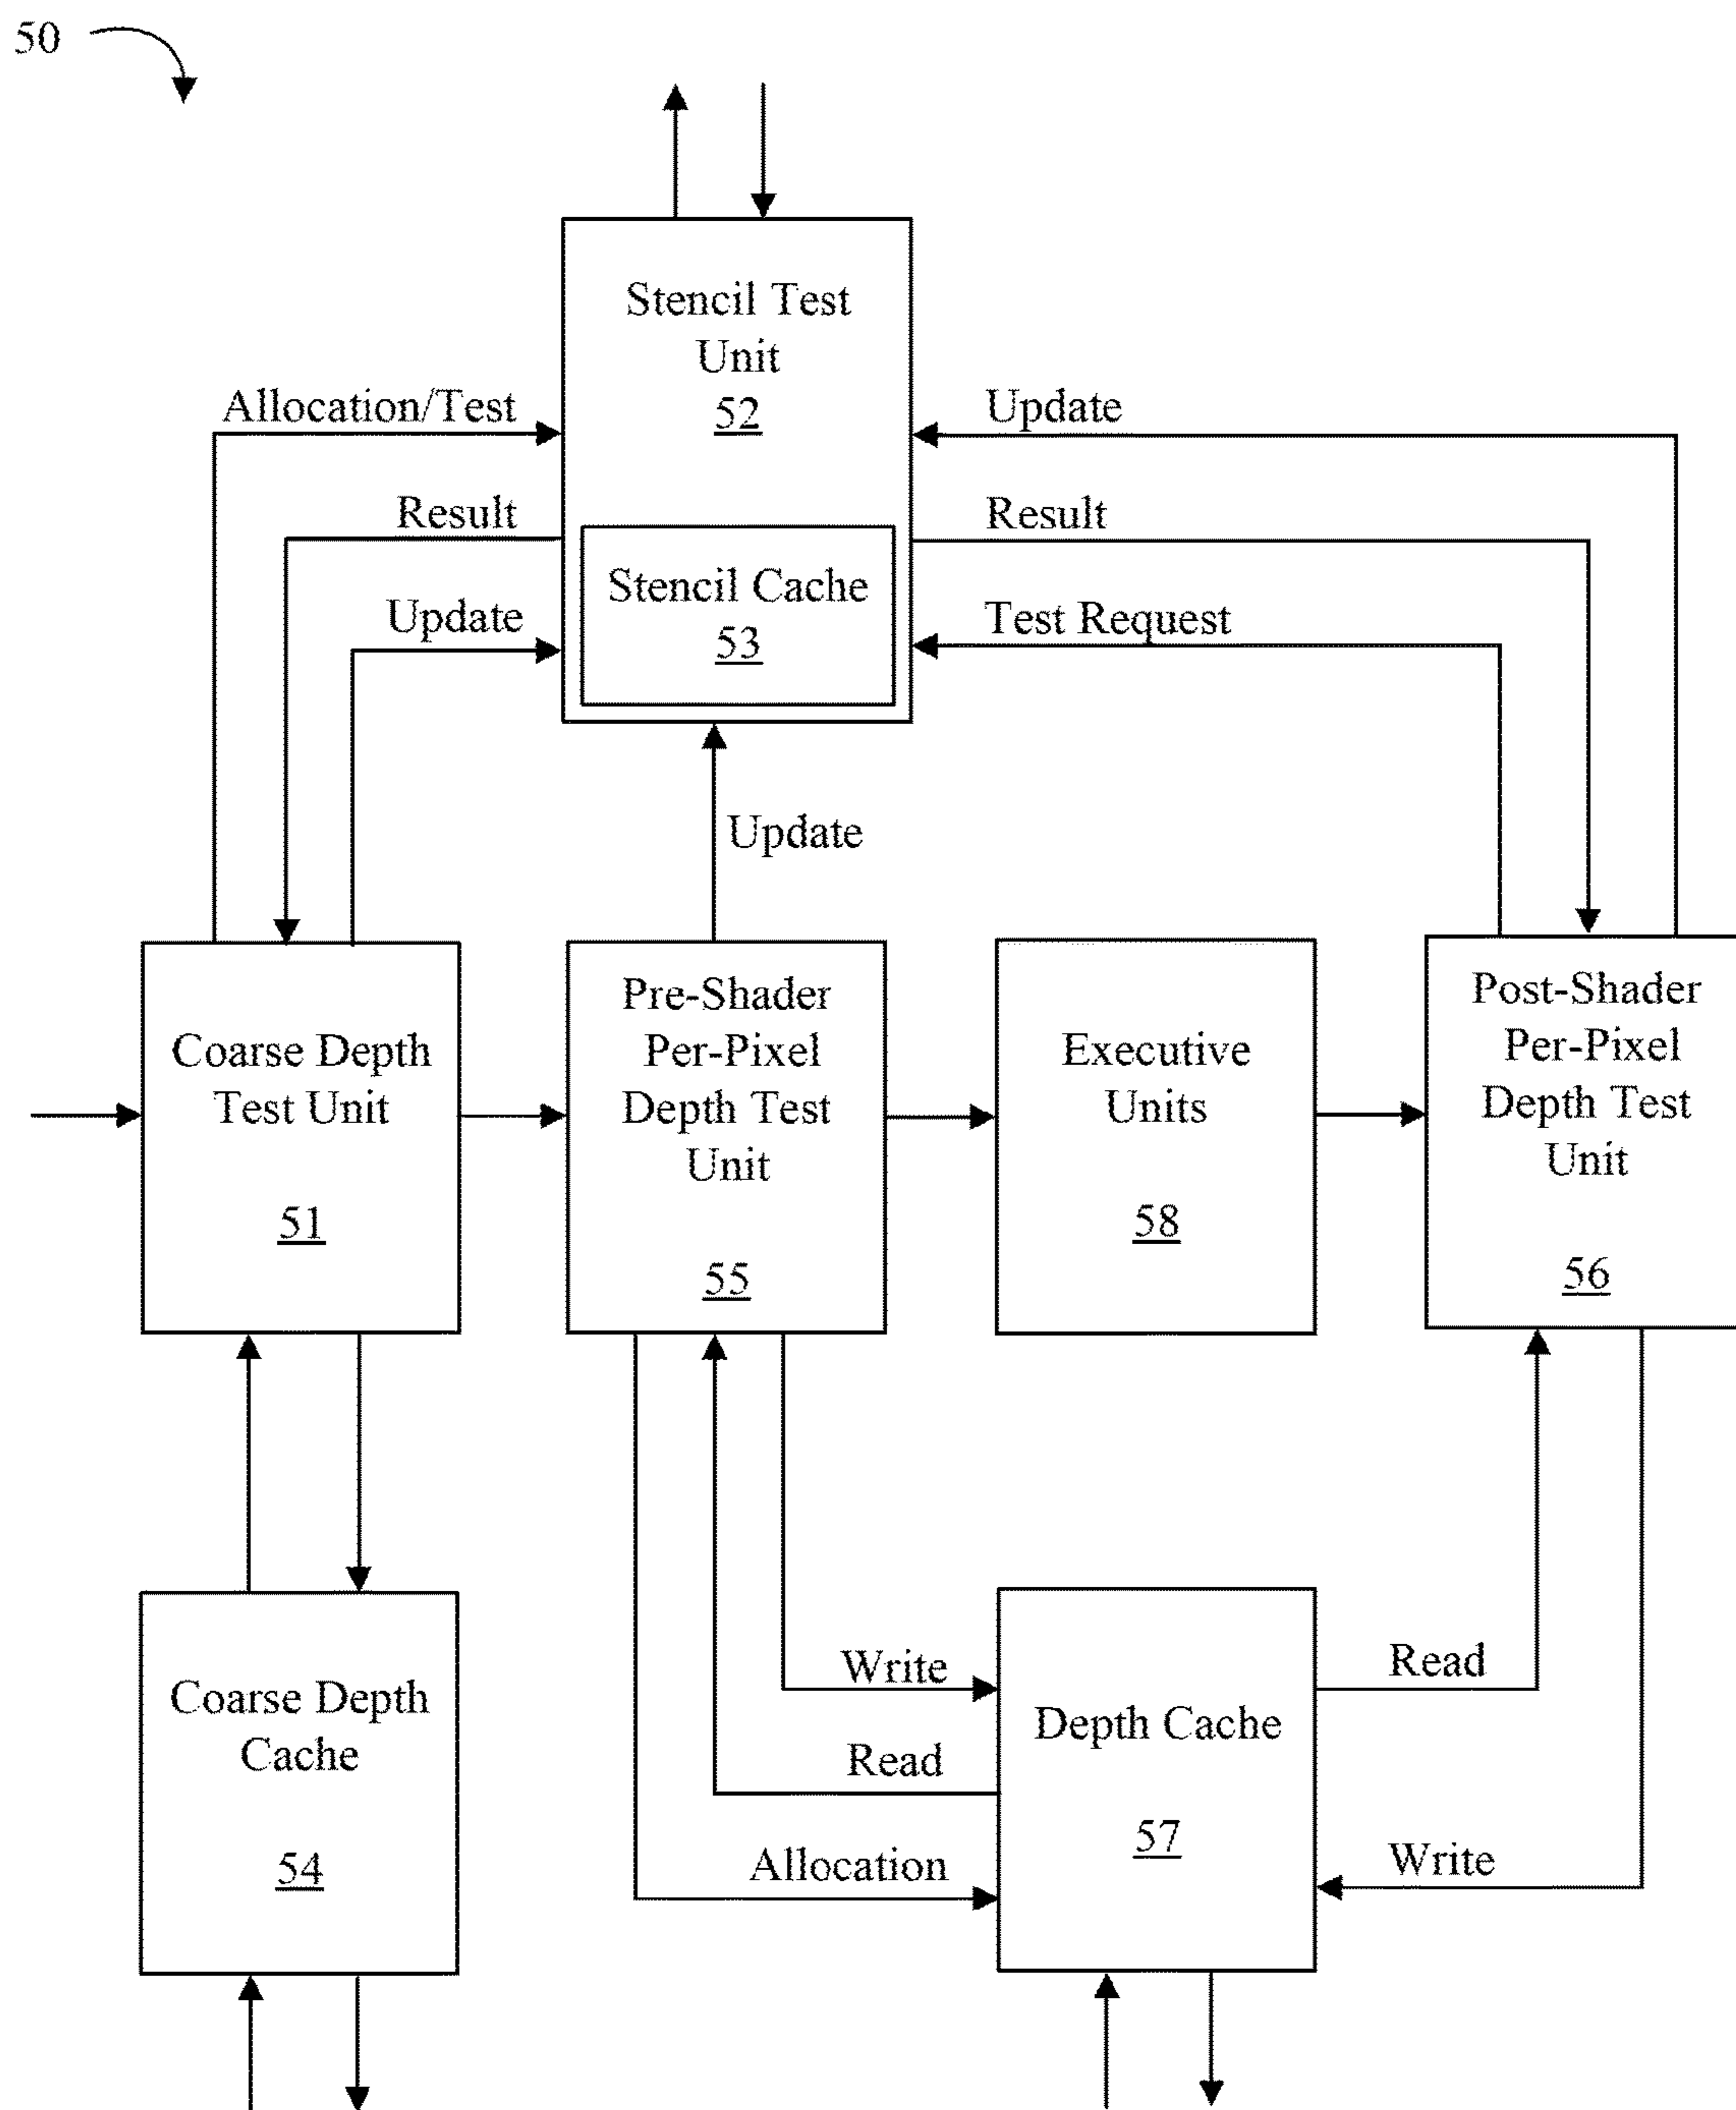 50
Stencil Test
Unit
52
Allocation/Test
Update
Result
Result
Stencil Cache
53
Update
Test Request
Update
Coarse Depth
Test Unit
51
Pre-Shader
Per-Pixel
Depth Test
Unit
55
Executive
Units
58
Post-Shader
Per-Pixel
Depth Test
Unit
56
Coarse Depth
Cache
54
Write
Read
Allocation
Depth Cache
57
Read
Write